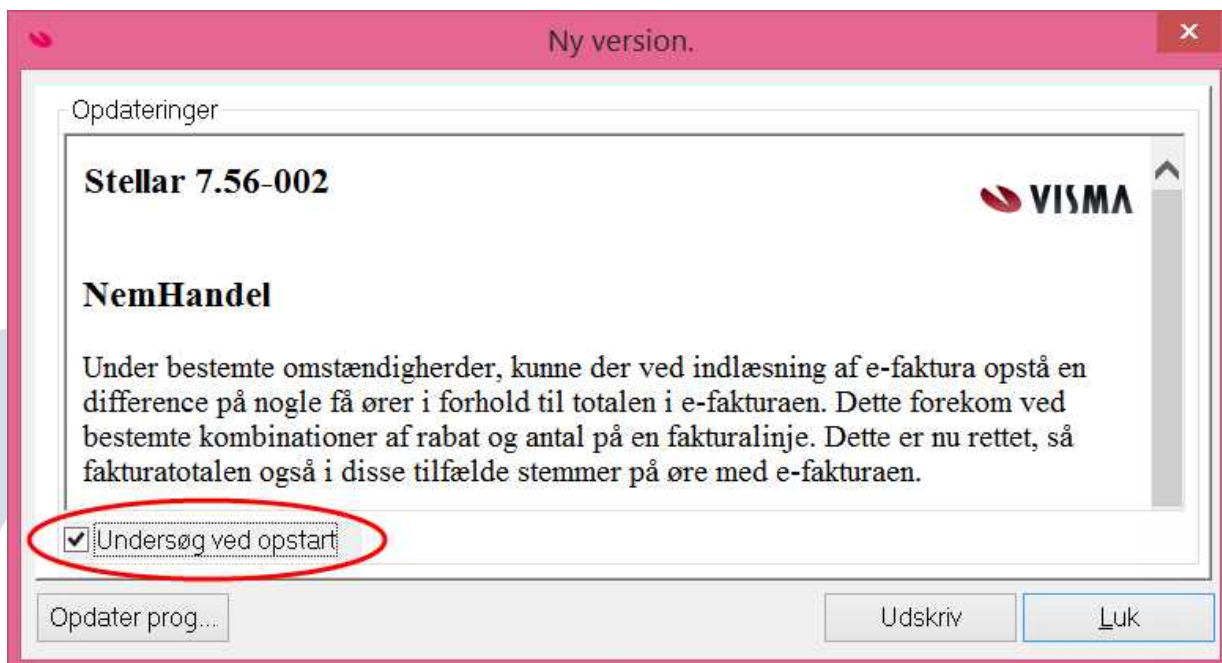 Ny version.
Opdateringer
Stellar 7.56-002
VISMA
NemHandel
Under bestemte omstændigherder, kunne der ved indlæsning af e-faktura opstå en
difference på nogle få ører i forhold til totalen i e-fakturaen. Dette forekom ved
bestemte kombinationer af rabat og antal på en fakturalinje. Dette er nu rettet, så
fakturatotalen også i disse tilfælde stemmer på øre med e-fakturaen.
Undersøg ved opstart
Opdater prog... Udskriv Luk